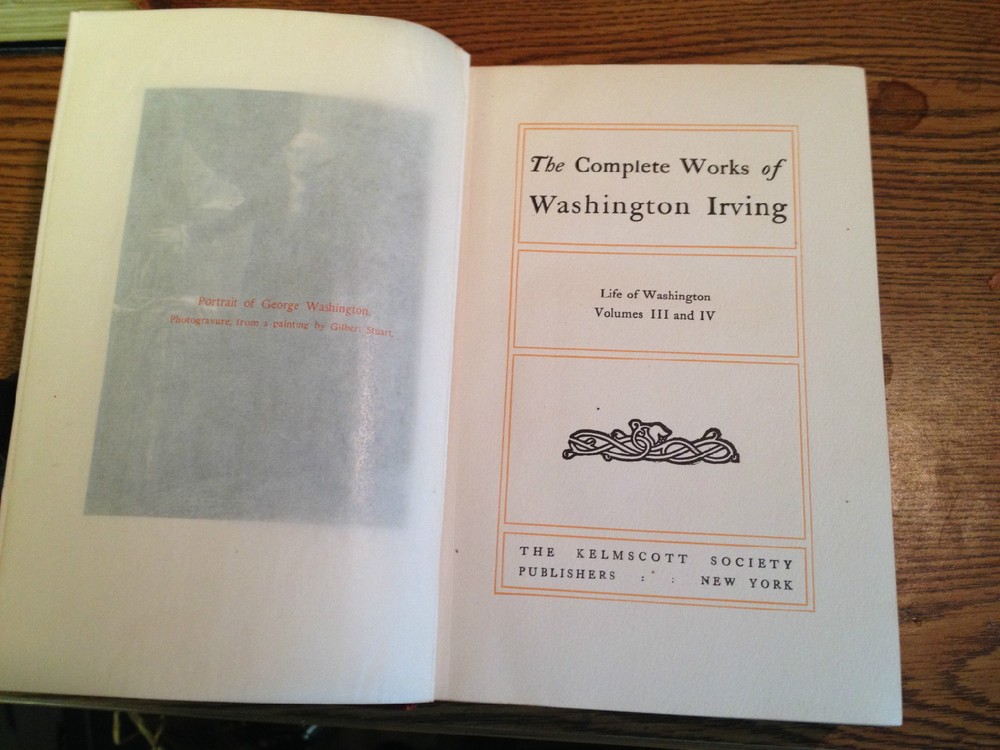 Portrait of George Washington.
Photogravure, from a painting by Gilbert Stuart.
The Complete Works of
Washington Irving
Life of Washington
Volumes III and IV
THE KELMSCOTT SOCIETY
PUBLISHERS : : NEW YORK